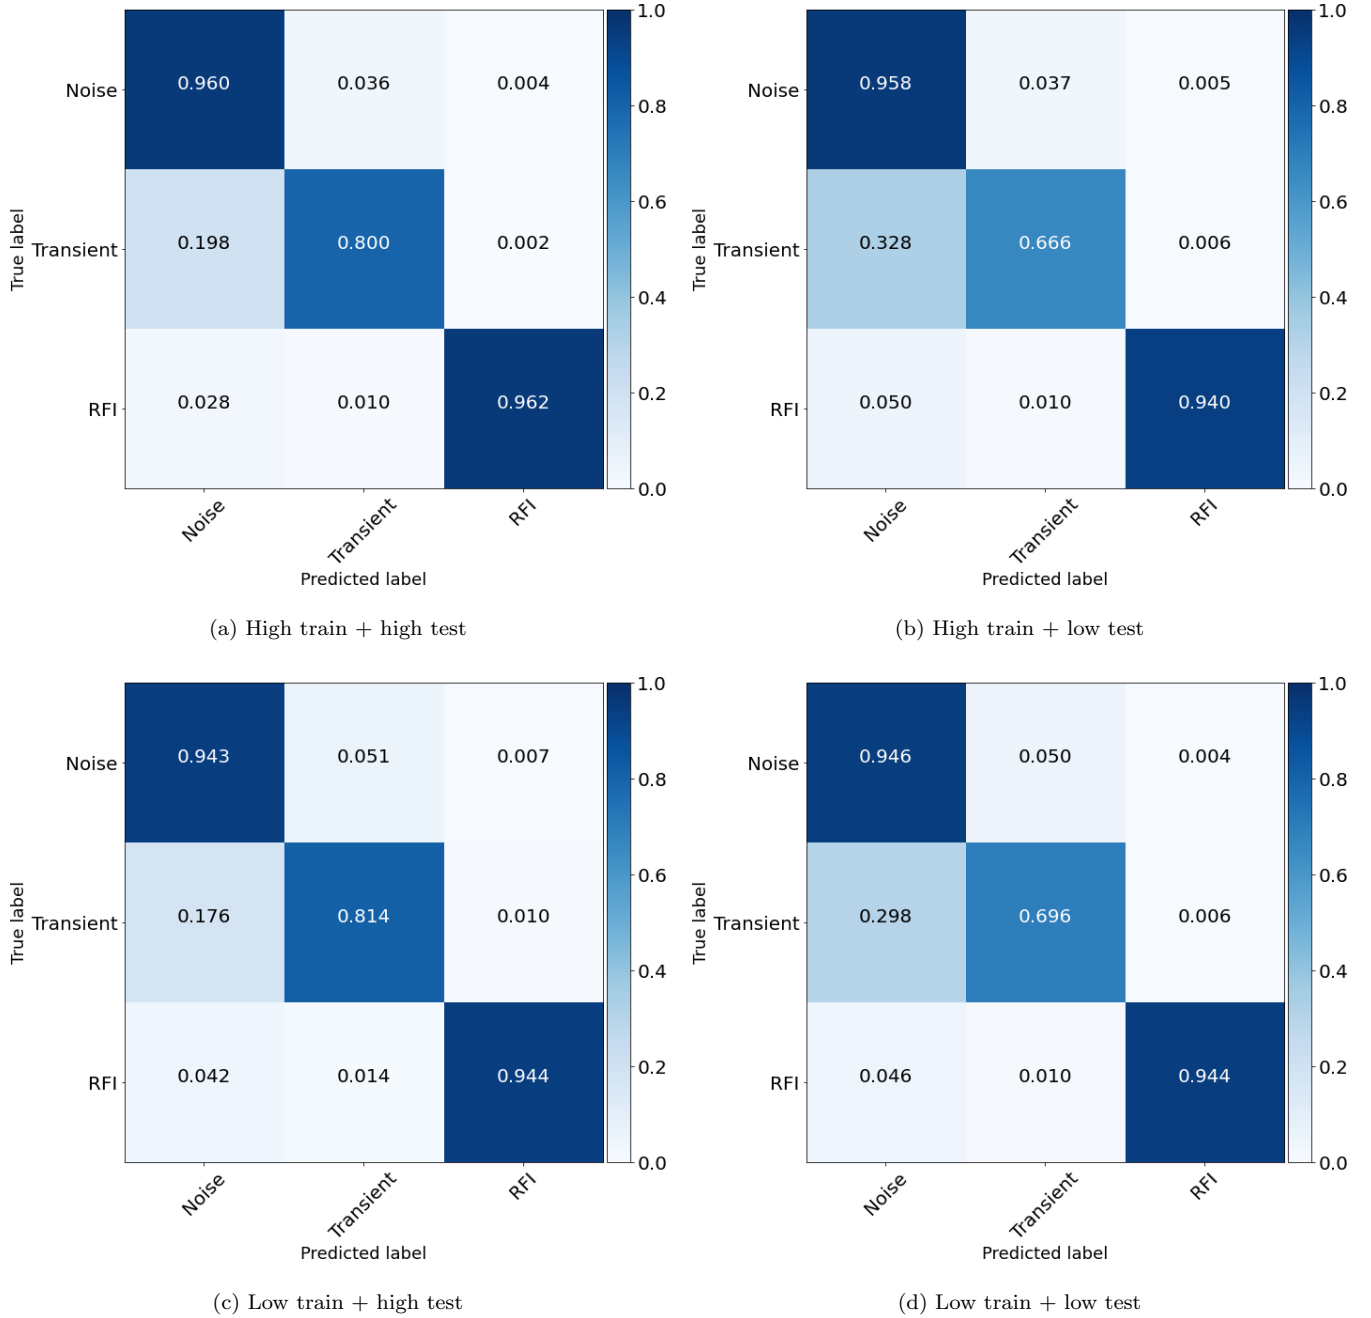 1.0
Noise 0.960 0.036 0.004
0.8
0.6
True label
Transient 0.198 0.800 0.002
0.4
0.2
RFI 0.028 0.010 0.962
0.0
Noise Transient RFI
Predicted label
(a) High train + high test
1.0
Noise 0.958 0.037 0.005
0.8
0.6
True label
Transient 0.328 0.666 0.006
0.4
0.2
RFI 0.050 0.010 0.940
0.0
Noise Transient RFI
Predicted label
(b) High train + low test
1.0
Noise 0.943 0.051 0.007
0.8
0.6
True label
Transient 0.176 0.814 0.010
0.4
0.2
RFI 0.042 0.014 0.944
0.0
Noise Transient RFI
Predicted label
(c) Low train + high test
1.0
Noise 0.946 0.050 0.004
0.8
0.6
True label
Transient 0.298 0.696 0.006
0.4
0.2
RFI 0.046 0.010 0.944
0.0
Noise Transient RFI
Predicted label
(d) Low train + low test